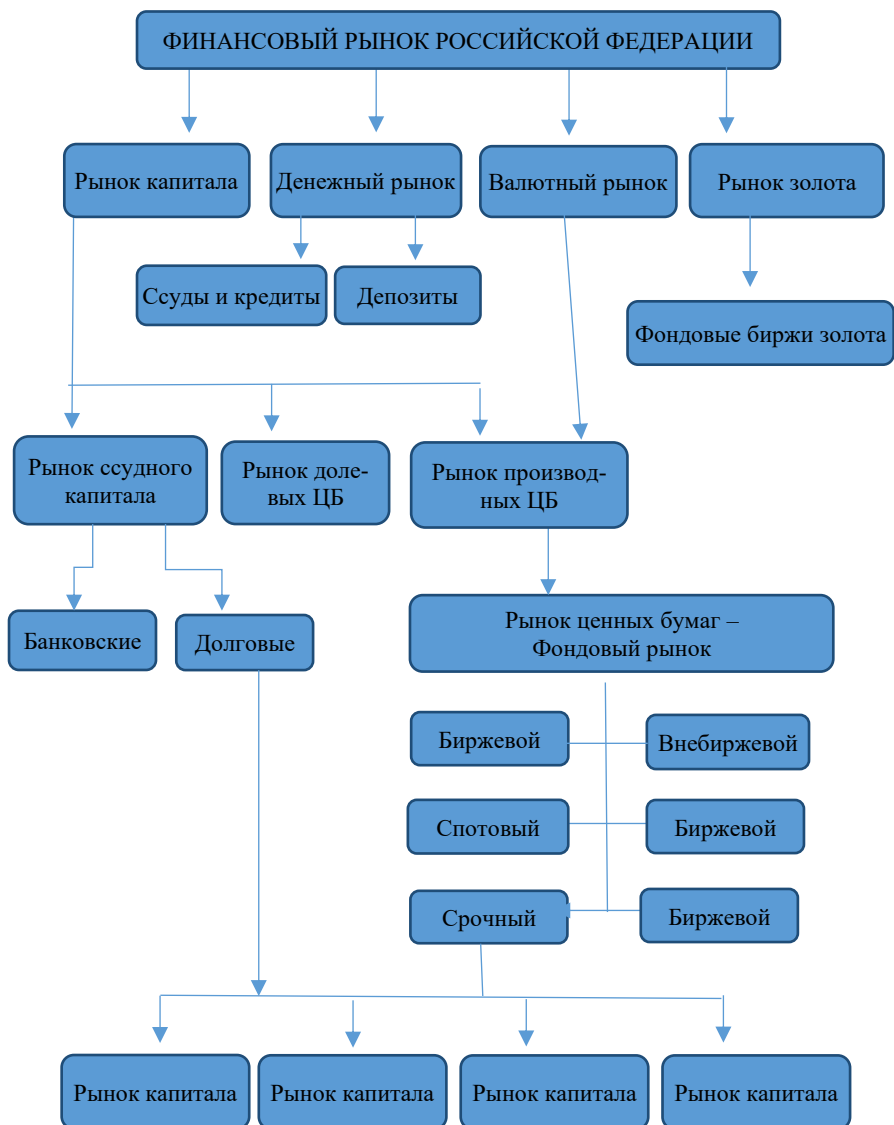 ФИНАНСОВЫЙ РЫНОК РОССИЙСКОЙ ФЕДЕРАЦИИ
Рынок капитала
Денежный рынок
Валютный рынок
Рынок золота
Ссуды и кредиты
Депозиты
Фондовые биржи золота
Рынок ссудного
капитала
Рынок доле-
вых ЦБ
Рынок производ-
ных ЦБ
Банковские
Долговые
Рынок ценных бумаг –
Фондовый рынок
Биржевой
Внебиржевой
Спотовый
Биржевой
Срочный
Биржевой
Рынок капитала
Рынок капитала
Рынок капитала
Рынок капитала